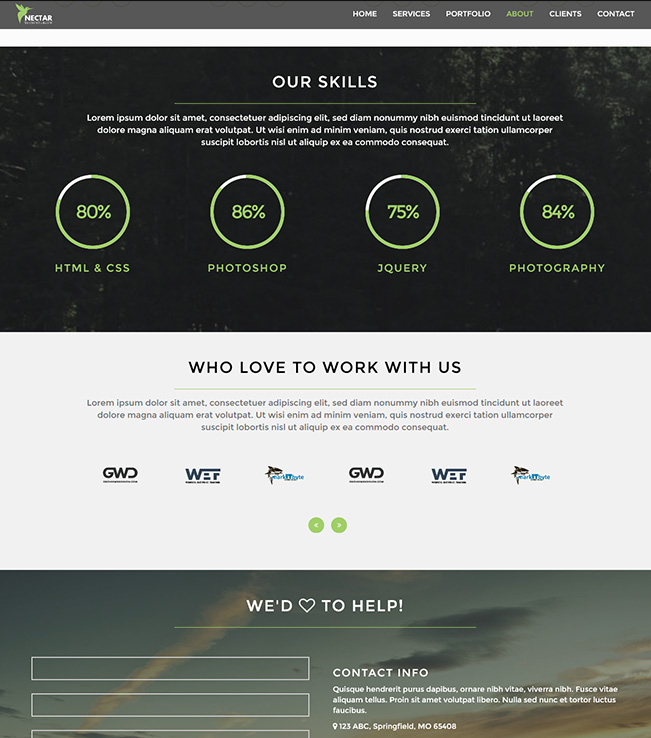 NECTAR
HOME SERVICES PORTFOLIO ABOUT CLIENTS CONTACT
OUR SKILLS
Lorem ipsum dolor sit amet, consectetuer adipiscing elit, sed diam nonummy nibh euismod tincidunt ut laoreet
dolore magna aliquam erat volutpat. Ut wisi enim ad minim veniam, quis nostrud exerci tation ullamcorper
suscipit lobortis nisl ut aliquip ex ea commodo consequat.
80% 86% 75% 84%
HTML & CSS PHOTOSHOP JQUERY PHOTOGRAPHY
WHO LOVE TO WORK WITH US
Lorem ipsum dolor sit amet, consectetuer adipiscing elit, sed diam nonummy nibh euismod tincidunt ut laoreet
dolore magna aliquam erat volutpat. Ut wisi enim ad minim veniam, quis nostrud exerci tation ullamcorper
suscipit lobortis nisl ut aliquip ex ea commodo consequat.
GWD WEF GWD WEF
WE'D ♡ TO HELP!
CONTACT INFO
Quisque hendrerit purus dapibus, ornare nibh vitae, viverra nibh. Fusce vitae
aliquam tellus. Proin sit amet volutpat libero. Nulla sed nunc et tortor luctus
faucibus.
123 ABC, Springfield, MO 65408